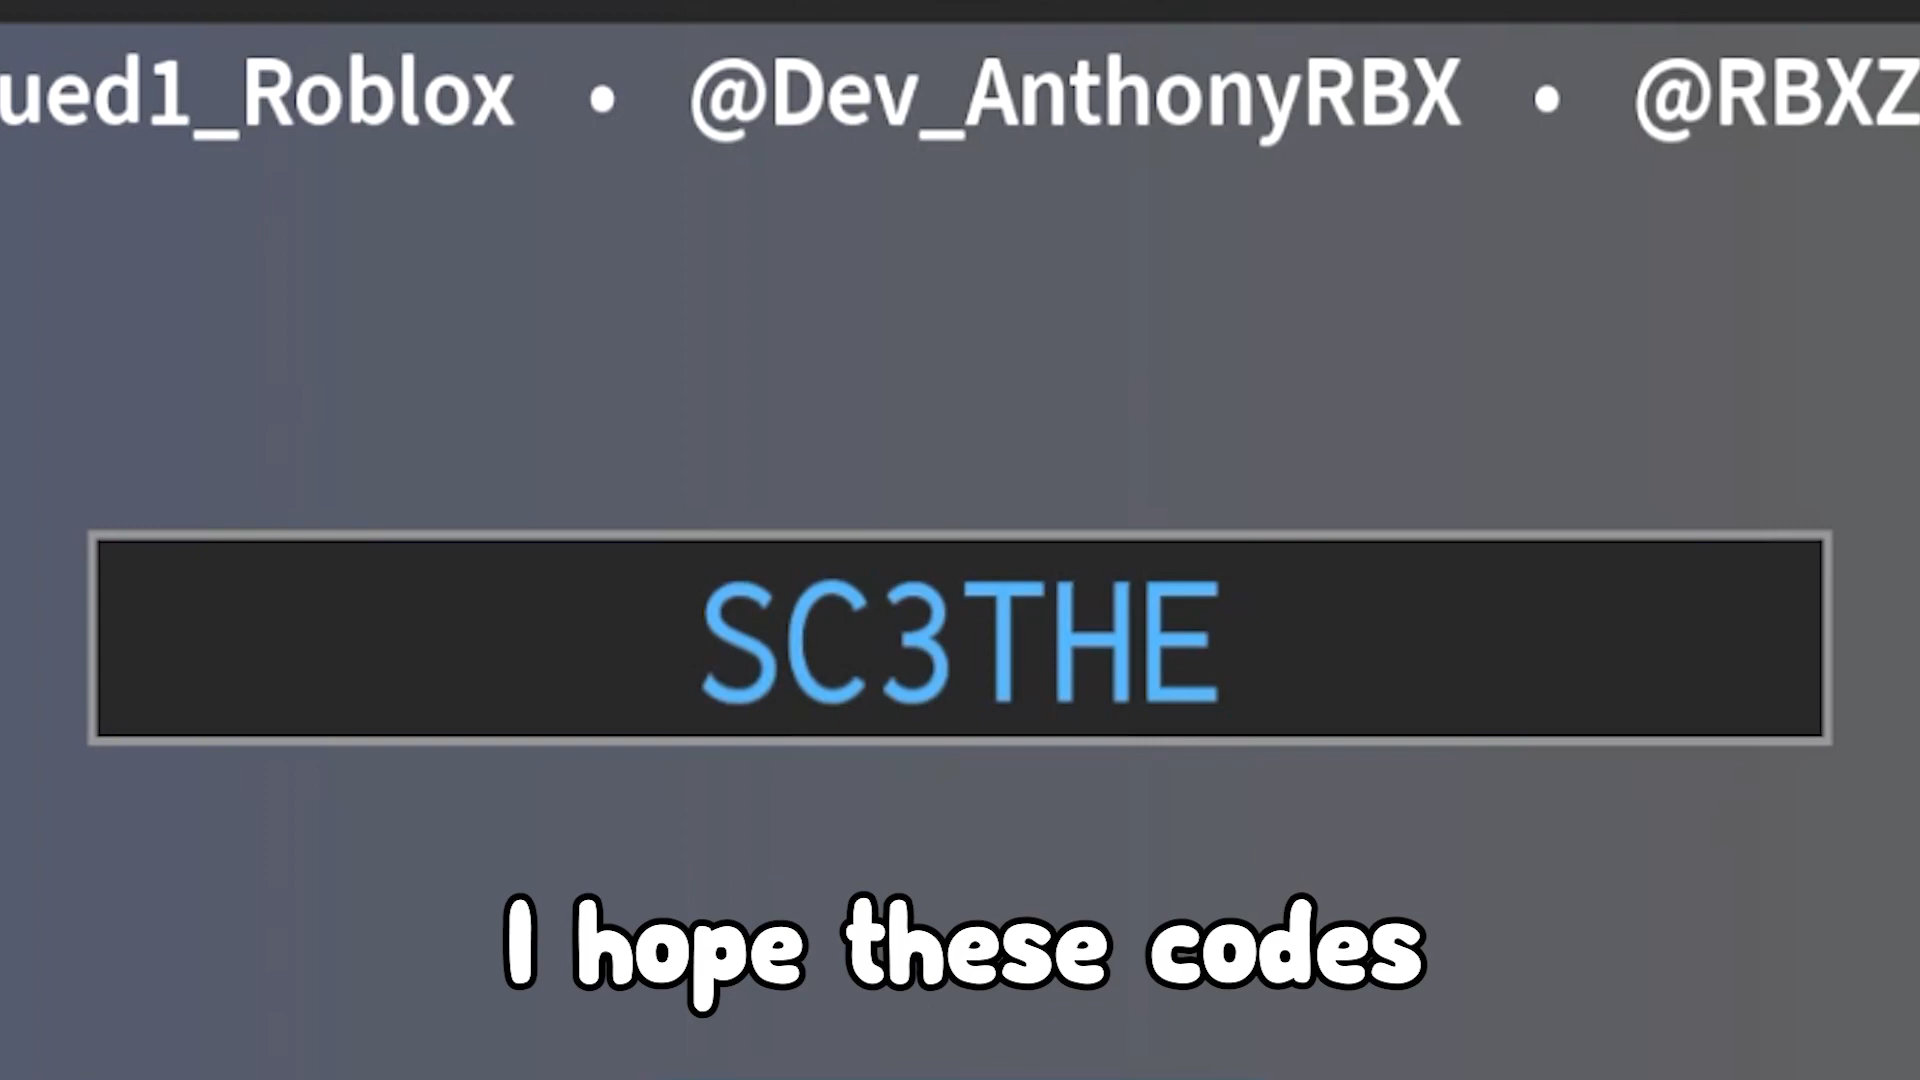 ued1_Roblox • @Dev_AnthonyRBX • @RBXZ
SC3THE
I hope these codes